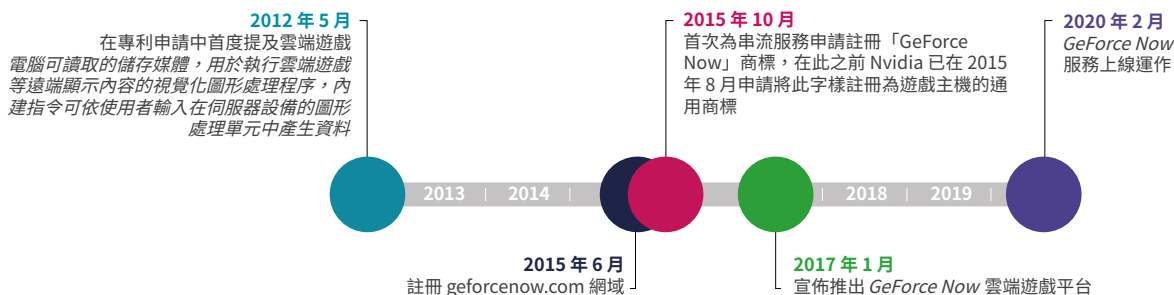 2012 年 5 月
在專利申請中首度提及雲端遊戲
電腦可讀取的儲存媒體，用於執行雲端遊戲
等遠端顯示內容的視覺化圖形處理程序，內
建指令可依使用者輸入在伺服器設備的圖形
處理單元中產生資料
2015 年 10 月
首次為串流服務申請註冊「GeForce
Now」商標，在此之前 Nvidia 已在 2015
年 8 月申請將此字樣註冊為遊戲主機的通
用商標
2020 年 2 月
GeForce Now
服務上線運作
2013
2014
2018
2019
2015 年 6 月
註冊 geforcenow.com 網域
2017 年 1 月
宣佈推出 GeForce Now 雲端遊戲平台